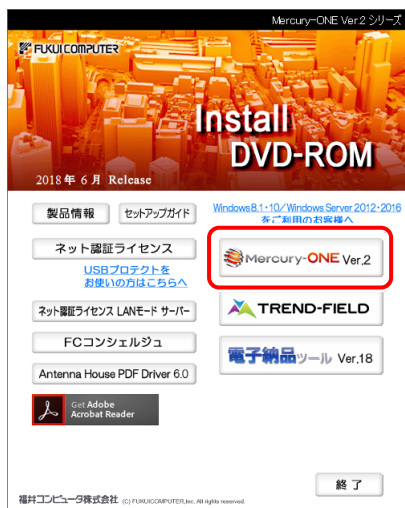 Mercury-ONE Ver.2 シリーズ
FUKUI COMPUTER
Install
DVD-ROM
2018年 6月 Release
製品情報
セットアップガイド
Windows8.1・10／Windows Server 2012・2016
をご利用のお客様へ
ネット認証ライセンス
USBプロテクトを
お使いの方はこちらへ
Mercury-ONE Ver.2
ネット認証ライセンス LANモード サーバー
TREND-FIELD
FCコンシェルジュ
電子納品ツール Ver.18
Antenna House PDF Driver 6.0
Get Adobe
Acrobat Reader
終了
福井コンピュータ株式会社 (C) FUKUICOMPUTER,Inc. All rights reserved.